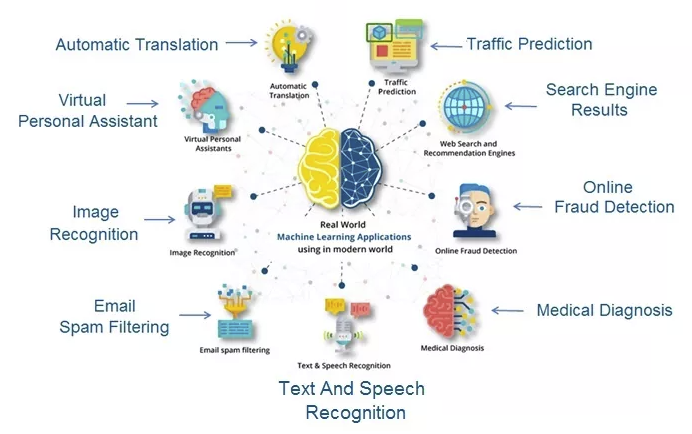 Automatic Translation
Traffic Prediction
Automatic
Translation
Traffic
Prediction
Virtual
Personal Assistant
Search Engine
Results
Virtual Personal
Assistants
Web Search and
Recommendation Engines
Image
Recognition
Online
Fraud Detection
Real World
Machine Learning Applications
using in modern world
Image Recognition
Online Fraud Detection
Email
Spam Filtering
Medical Diagnosis
Email spam filtering
Text & Speech Recognition
Medical Diagnosis
Text And Speech
Recognition